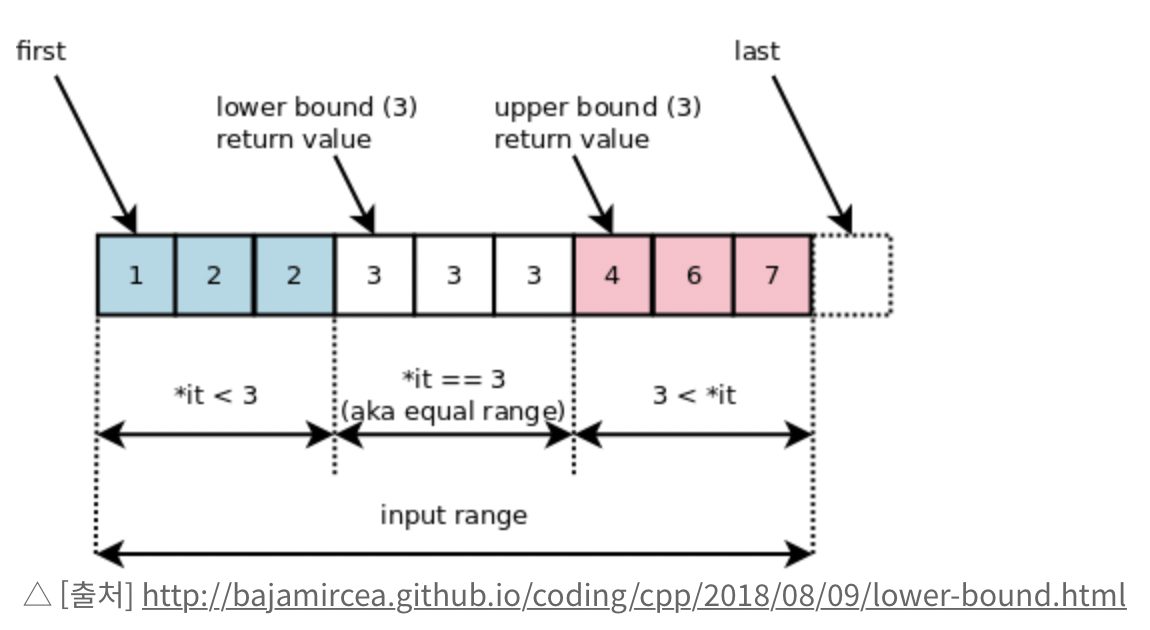 first
last
lower bound (3)
return value
upper bound (3)
return value
1 2 2 3 3 3 4 6 7
*it < 3
*it == 3
(aka equal range)
3 < *it
input range
△ [출처] http://bajamircea.github.io/coding/cpp/2018/08/09/lower-bound.html